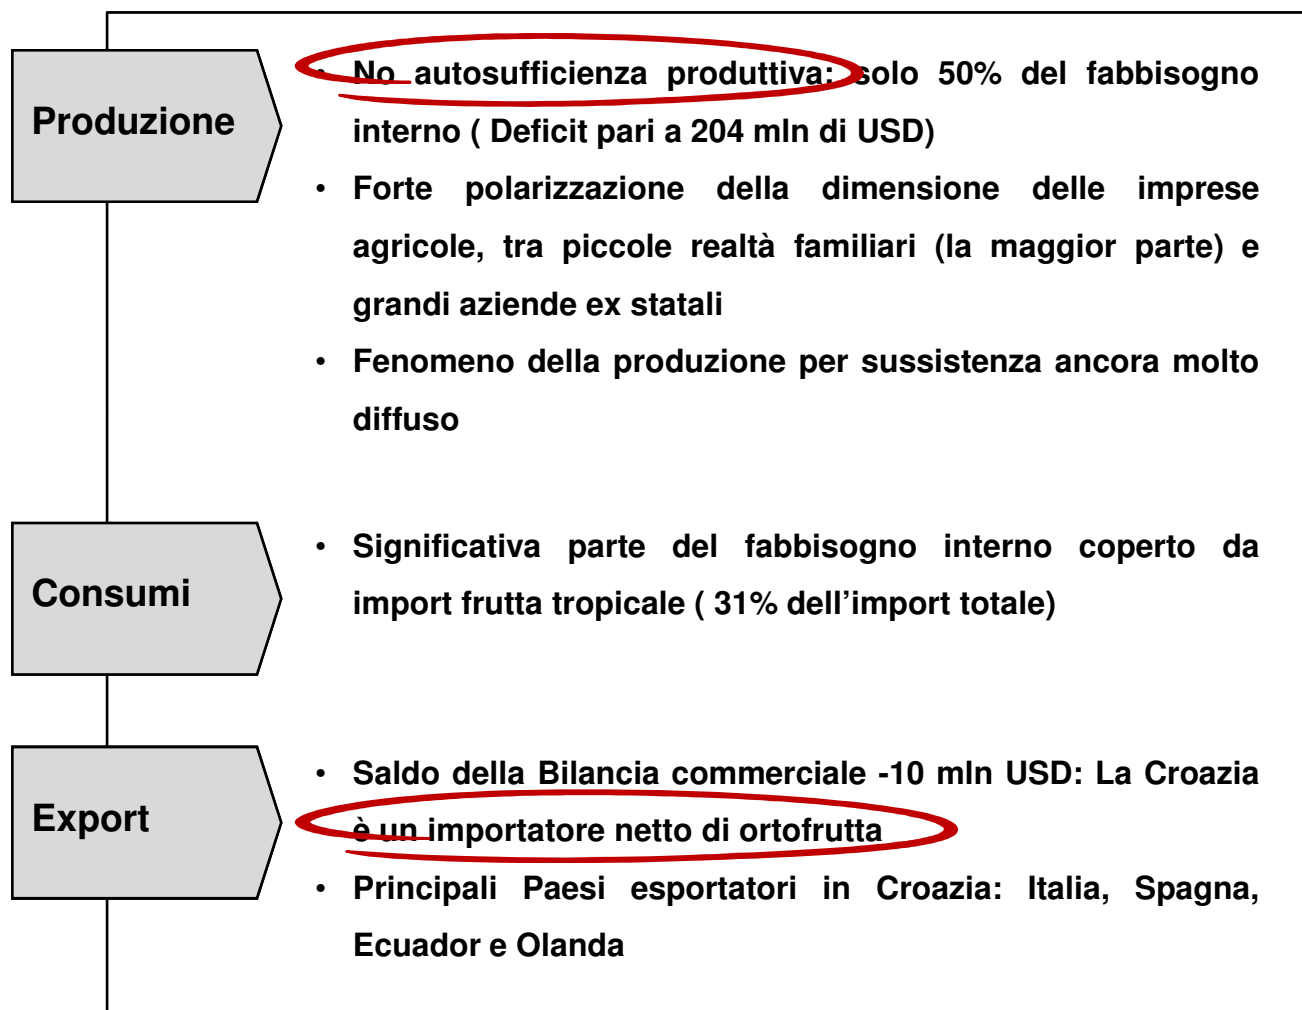 Produzione
• No autosufficienza produttiva: solo 50% del fabbisogno
interno ( Deficit pari a 204 mln di USD)
• Forte polarizzazione della dimensione delle imprese
agricole, tra piccole realtà familiari (la maggior parte) e
grandi aziende ex statali
• Fenomeno della produzione per sussistenza ancora molto
diffuso
Consumi
• Significativa parte del fabbisogno interno coperto da
import frutta tropicale ( 31% dell’import totale)
Export
• Saldo della Bilancia commerciale -10 mln USD: La Croazia
è un importatore netto di ortofrutta
• Principali Paesi esportatori in Croazia: Italia, Spagna,
Ecuador e Olanda